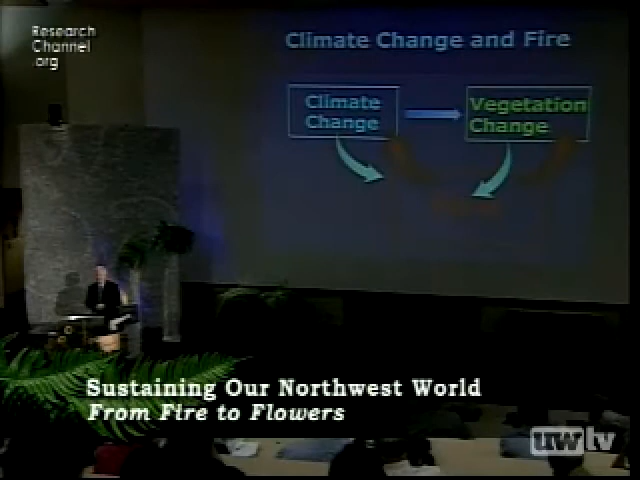 Research
Channel
.org
Climate Change and Fire
Climate
Change
Vegetation
Change
Sustaining Our Northwest World
From Fire to Flowers
uwtv